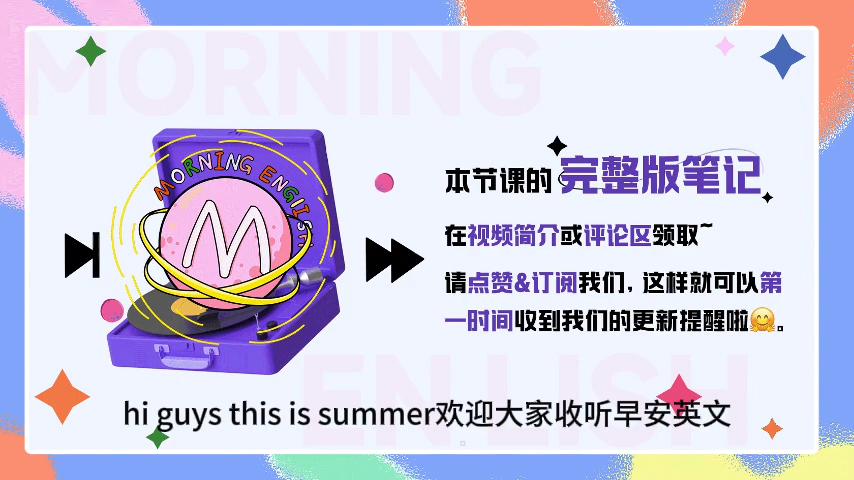 MORNING
MORNING ENGLISH
M
本节课的 完整版笔记
在视频简介或评论区领取~
请点赞&订阅我们，这样就可以第
一时间收到我们的更新提醒啦🤗。
EN LISH
hi guys this is summer欢迎大家收听早安英文